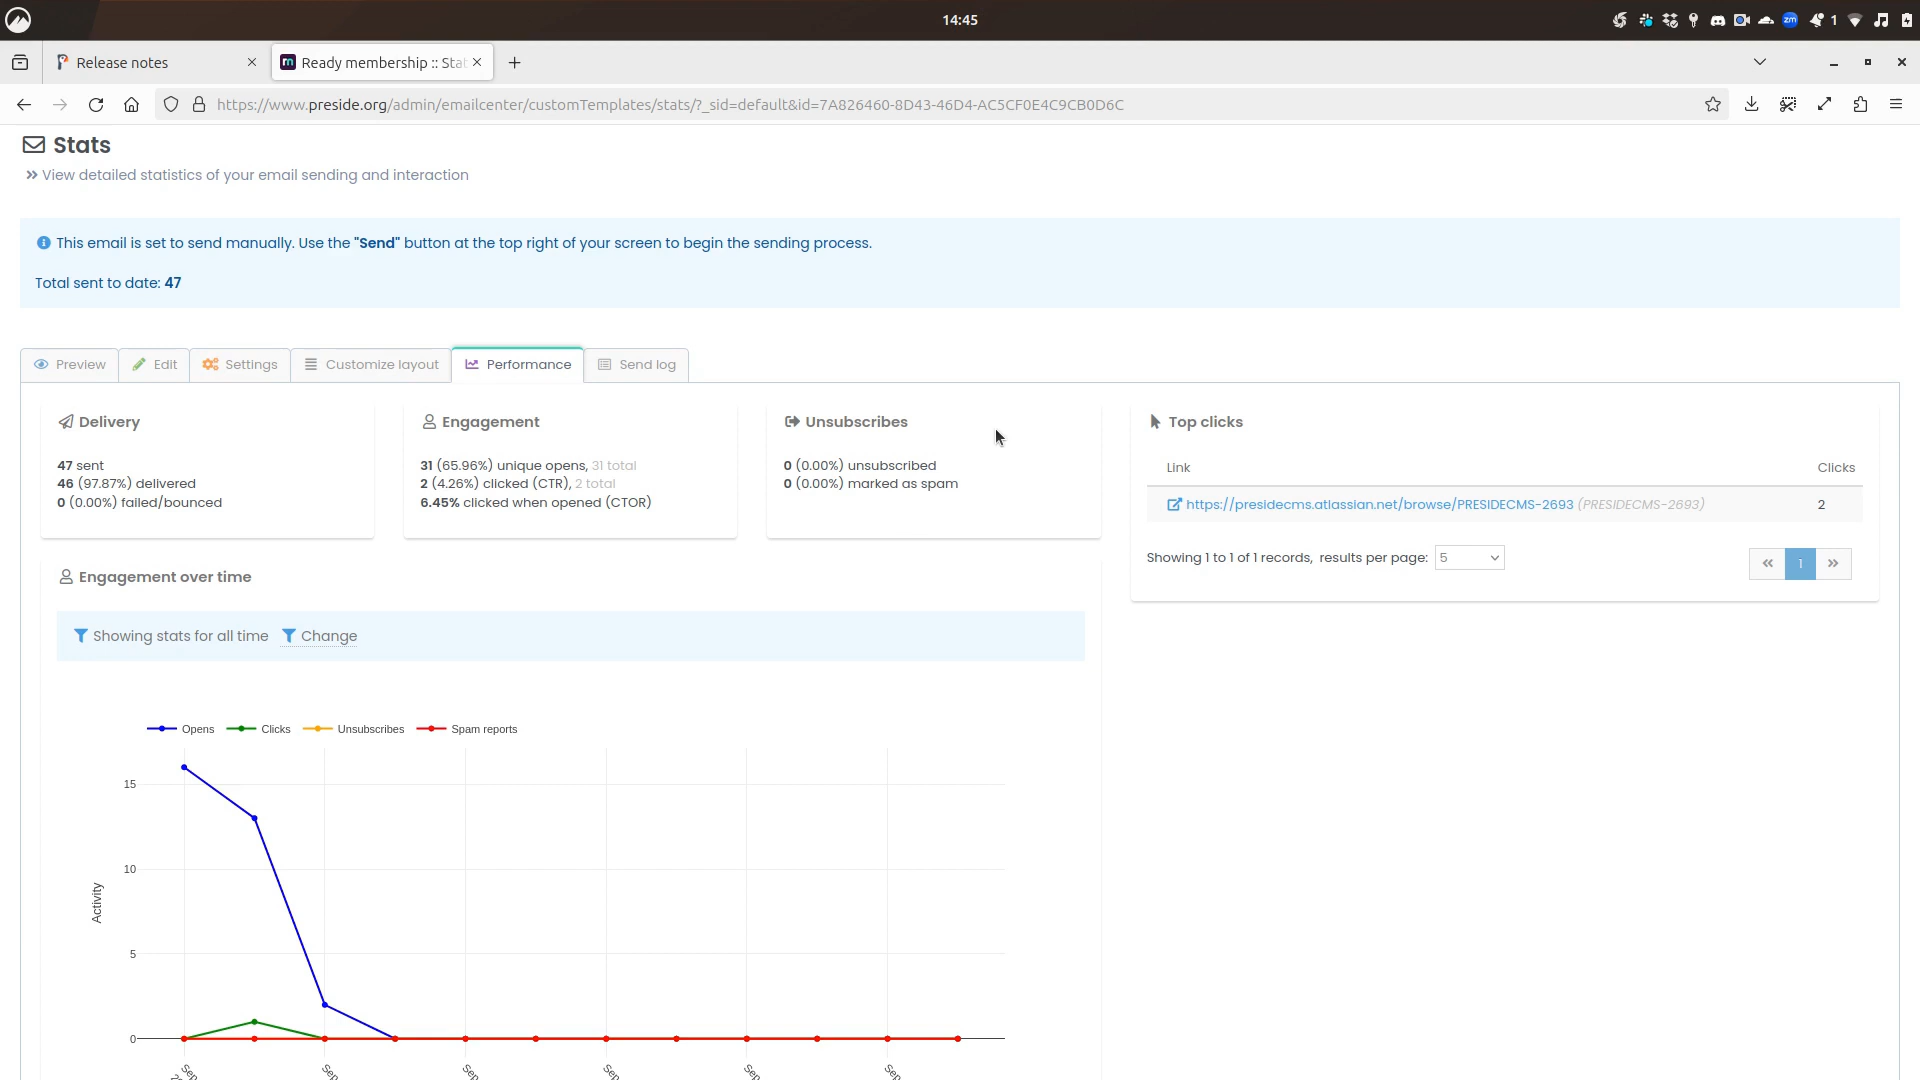 14:45
zm
1
Release notes
Ready membership :: Stat
https://www.preside.org/admin/emailcenter/customTemplates/stats/?_sid=default&id=7A826460-8D43-46D4-AC5CF0E4C9CB0D6C
Stats
» View detailed statistics of your email sending and interaction
This email is set to send manually. Use the "Send" button at the top right of your screen to begin the sending process.
Total sent to date: 47
Preview
Edit
Settings
Customize layout
Performance
Send log
Delivery
47 sent
46 (97.87%) delivered
0 (0.00%) failed/bounced
Engagement
31 (65.96%) unique opens, 31 total
2 (4.26%) clicked (CTR), 2 total
6.45% clicked when opened (CTOR)
Unsubscribes
0 (0.00%) unsubscribed
0 (0.00%) marked as spam
Top clicks
Link Clicks
https://presidecms.atlassian.net/browse/PRESIDECMS-2693 (PRESIDECMS-2693) 2
Showing 1 to 1 of 1 records, results per page: 5
« 1 »
Engagement over time
Showing stats for all time Change
Opens Clicks Unsubscribes Spam reports
15
10
5
0
Activity
Sep
Sep
Sep
Sep
Sep
Sep